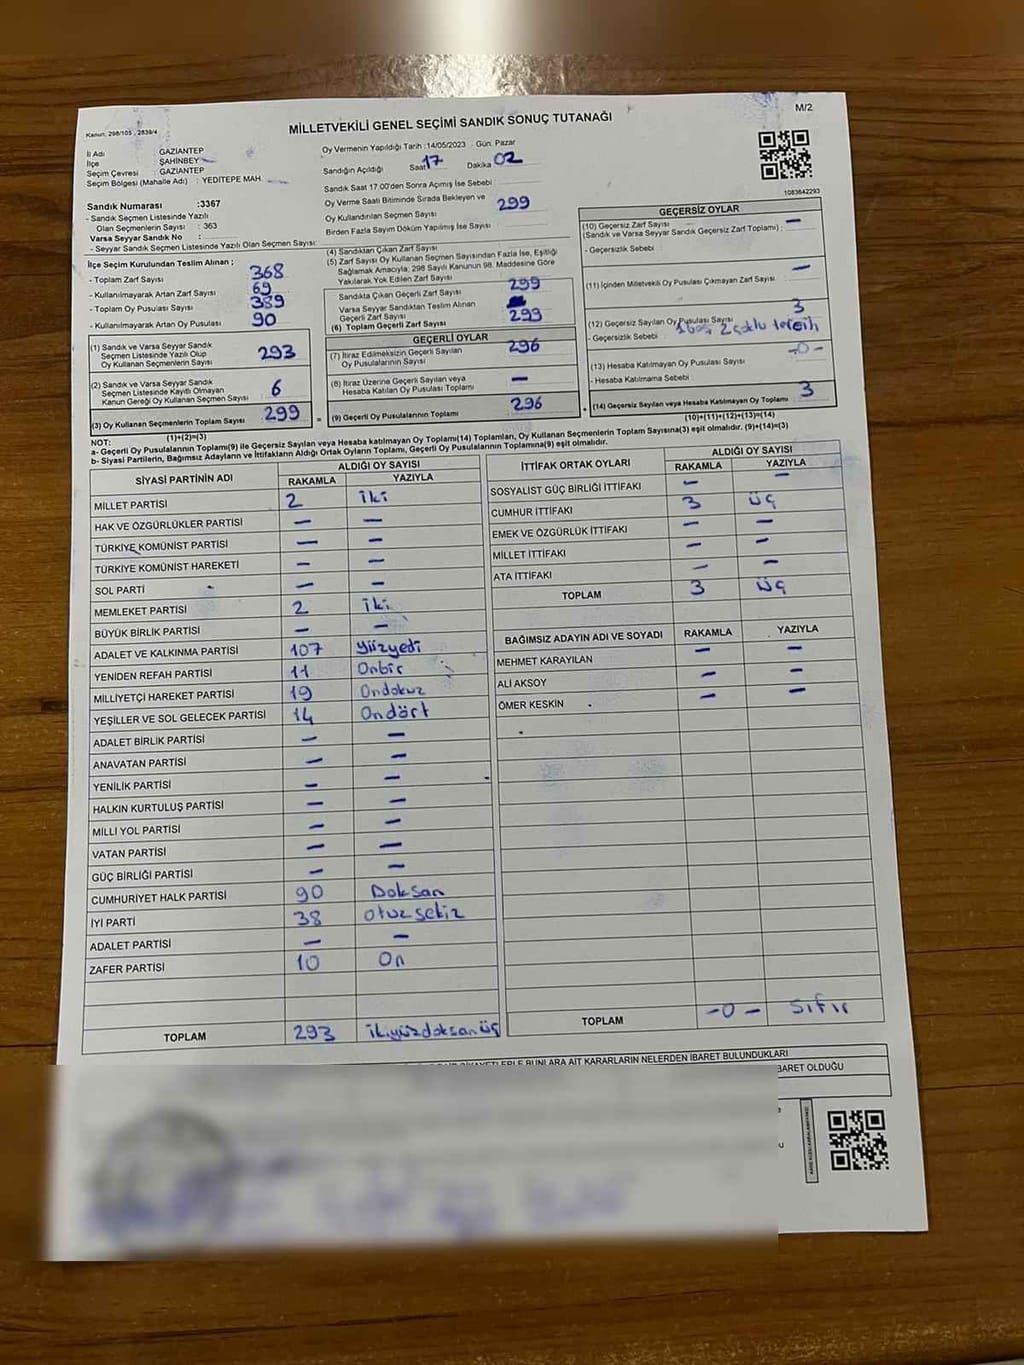 Kanun: 298/105 , 2839/4
MİLLETVEKİLİ GENEL SEÇİMİ SANDIK SONUÇ TUTANAĞI
M/2
İl Adı GAZİANTEP
İlçe ŞAHİNBEY
Seçim Çevresi GAZİANTEP
Seçim Bölgesi (Mahalle Adı) : YEDİTEPE MAH.
Sandık Numarası :3367
- Sandık Seçmen Listesinde Yazılı
Olan Seçmenlerin Sayısı : 363
Varsa Seyyar Sandık No :
- Seyyar Sandık Seçmen Listesinde Yazılı Olan Seçmen Sayısı:
Oy Vermenin Yapıldığı Tarih :14/05/2023 - Gün: Pazar
Sandığın Açıldığı Saat 17 Dakika 02
Sandık Saat 17.00'den Sonra Açılmış İse Sebebi :
Oy Verme Saati Bitiminde Sırada Bekleyen ve
Oy Kullandırılan Seçmen Sayısı 299
Birden Fazla Sayım Döküm Yapılmış İse Sayısı :
1083642293
İlçe Seçim Kurulundan Teslim Alınan ;
- Toplam Zarf Sayısı 368
- Kullanılmayarak Artan Zarf Sayısı 69
- Toplam Oy Pusulası Sayısı 389
- Kullanılmayarak Artan Oy Pusulası 90
(1) Sandık ve Varsa Seyyar Sandık
Seçmen Listesinde Yazılı Olup
Oy Kullanan Seçmenlerin Sayısı 293
(2) Sandık ve Varsa Seyyar Sandık
Seçmen Listesinde Kayıtlı Olmayan
Kanun Gereği Oy Kullanan Seçmen Sayısı 6
(3) Oy Kullanan Seçmenlerin Toplam Sayısı 299
(1)+(2)=(3)
(4) Sandıktan Çıkan Zarf Sayısı
(5) Zarf Sayısı Oy Kullanan Seçmen Sayısından Fazla İse, Eşitliği
Sağlamak Amacıyla, 298 Sayılı Kanunun 98. Maddesine Göre
Yakılarak Yok Edilen Zarf Sayısı
Sandıkta Çıkan Geçerli Zarf Sayısı 299
Varsa Seyyar Sandıktan Teslim Alınan
Geçerli Zarf Sayısı
(6) Toplam Geçerli Zarf Sayısı 299
GEÇERLİ OYLAR
(7) İtiraz Edilmeksizin Geçerli Sayılan
Oy Pusulalarının Sayısı 296
(8) İtiraz Üzerine Geçerli Sayılan veya
Hesaba Katılan Oy Pusulası Toplamı —
= (9) Geçerli Oy Pusulalarının Toplamı 296
GEÇERSİZ OYLAR
(10) Geçersiz Zarf Sayısı
(Sandık ve Varsa Seyyar Sandık Geçersiz Zarf Toplamı) : —
- Geçersizlik Sebebi :
(11) İçinden Milletvekili Oy Pusulası Çıkmayan Zarf Sayısı —
(12) Geçersiz Sayılan Oy Pusulası Sayısı 3
- Geçersizlik Sebebi 1 boş 2 çoklu tercih
(13) Hesaba Katılmayan Oy Pusulası Sayısı -0-
- Hesaba Katılmama Sebebi :
+ (14) Geçersiz Sayılan veya Hesaba Katılmayan Oy Toplamı 3
(10)+(11)+(12)+(13)=(14)
NOT:
a- Geçerli Oy Pusulalarının Toplamı(9) ile Geçersiz Sayılan veya Hesaba katılmayan Oy Toplamı(14) Toplamları, Oy Kullanan Seçmenlerin Toplam Sayısına(3) eşit olmalıdır. (9)+(14)=(3)
b- Siyasi Partilerin, Bağımsız Adayların ve İttifakların Aldığı Ortak Oyların Toplamı, Geçerli Oy Pusulalarının Toplamına(9) eşit olmalıdır.
SİYASİ PARTİNİN ADI ALDIĞI OY SAYISI
RAKAMLA YAZIYLA
MİLLET PARTİSİ 2 iki
HAK VE ÖZGÜRLÜKLER PARTİSİ — —
TÜRKİYE KOMÜNİST PARTİSİ — —
TÜRKİYE KOMÜNİST HAREKETİ — —
SOL PARTİ — —
MEMLEKET PARTİSİ 2 iki
BÜYÜK BİRLİK PARTİSİ — —
ADALET VE KALKINMA PARTİSİ 107 yüzyedi
YENİDEN REFAH PARTİSİ 11 Onbir
MİLLİYETÇİ HAREKET PARTİSİ 19 Ondokuz
YEŞİLLER VE SOL GELECEK PARTİSİ 14 Ondört
ADALET BİRLİK PARTİSİ — —
ANAVATAN PARTİSİ — —
YENİLİK PARTİSİ — —
HALKIN KURTULUŞ PARTİSİ — —
MİLLİ YOL PARTİSİ — —
VATAN PARTİSİ — —
GÜÇ BİRLİĞİ PARTİSİ — —
CUMHURİYET HALK PARTİSİ 90 Doksan
İYİ PARTİ 38 otuz sekiz
ADALET PARTİSİ — —
ZAFER PARTİSİ 10 On
TOPLAM 293 ikiyüzdoksan üç
İTTİFAK ORTAK OYLARI ALDIĞI OY SAYISI
RAKAMLA YAZIYLA
SOSYALİST GÜÇ BİRLİĞİ İTTİFAKI — —
CUMHUR İTTİFAKI 3 üç
EMEK VE ÖZGÜRLÜK İTTİFAKI — —
MİLLET İTTİFAKI — —
ATA İTTİFAKI — —
TOPLAM 3 üç
BAĞIMSIZ ADAYIN ADI VE SOYADI RAKAMLA YAZIYLA
MEHMET KARAYILAN — —
ALİ AKSOY — —
ÖMER KESKİN — —
TOPLAM -0- Sıfır
BUNLARA AİT KARARLARIN NELERDEN İBARET BULUNDUKLARI
İBARET OLDUĞU